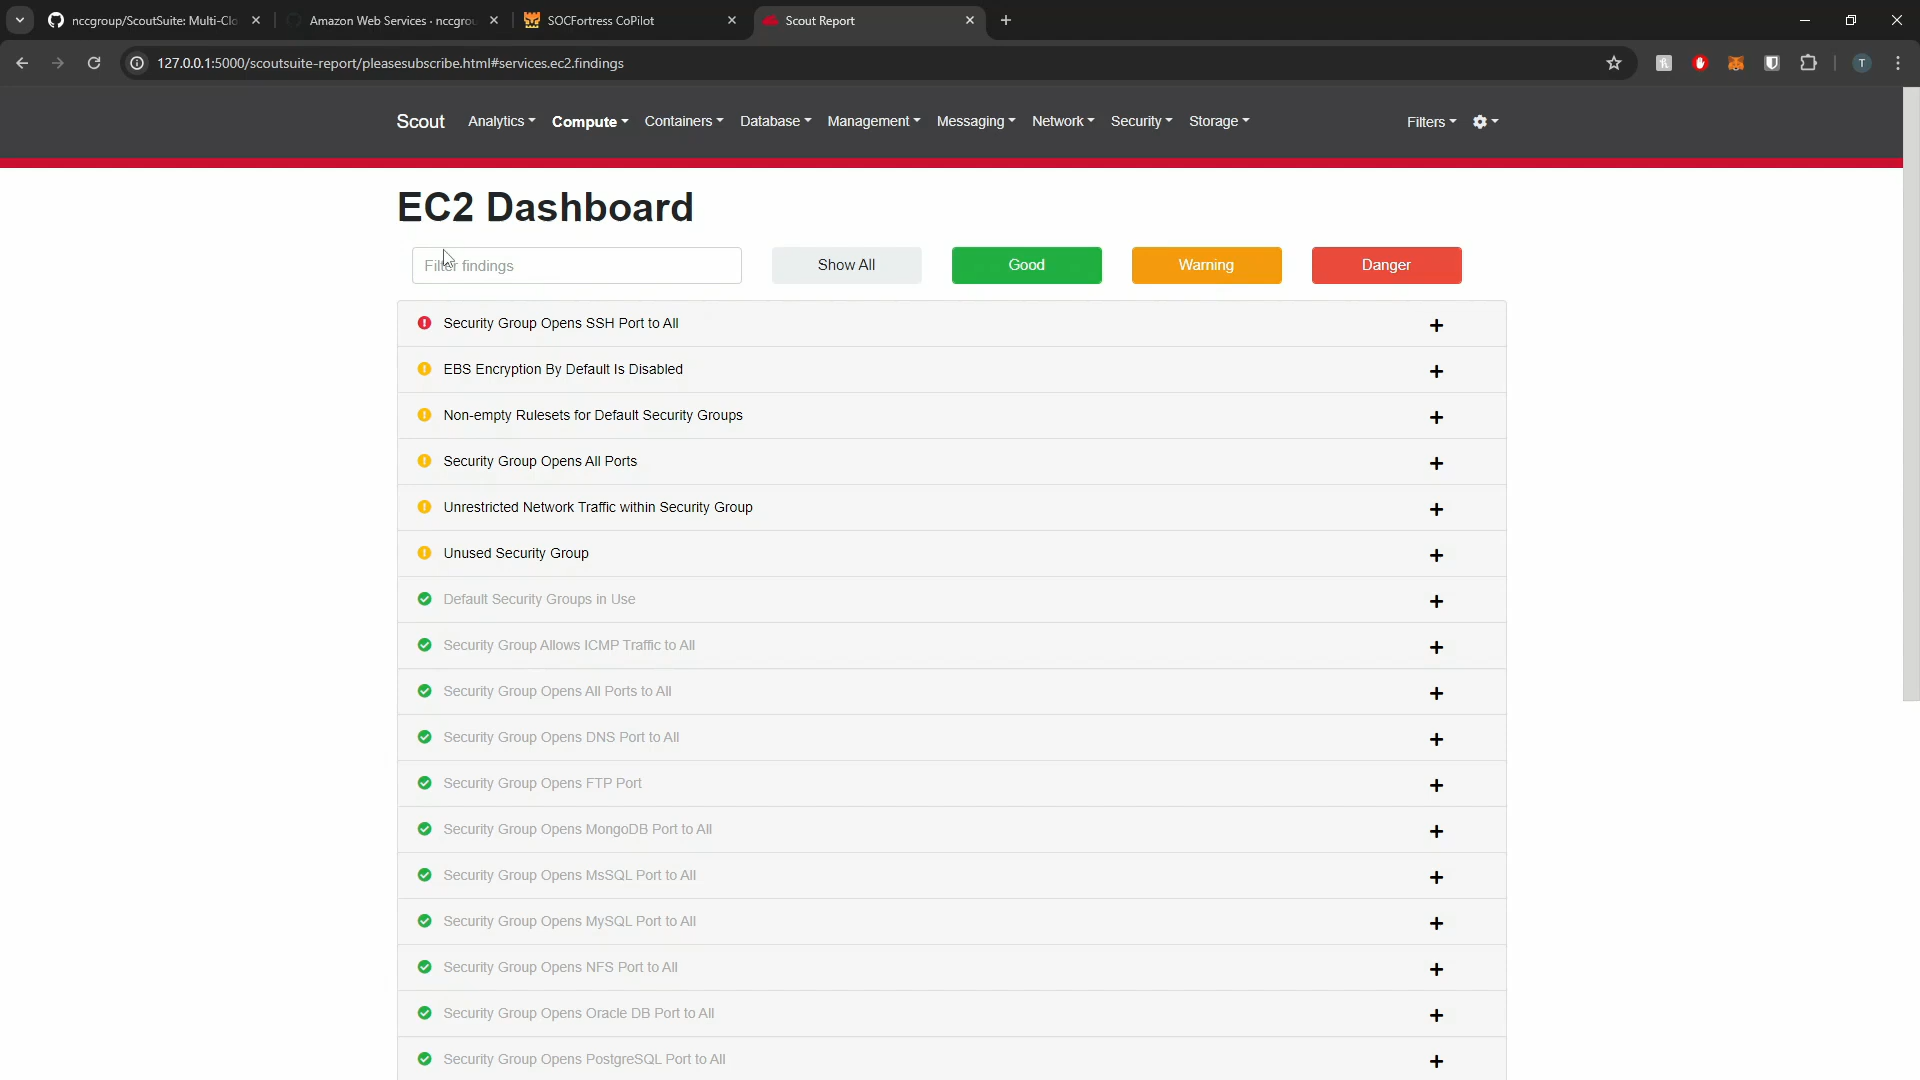 nccgroup/ScoutSuite: Multi-Clo
Amazon Web Services · nccgrou
SOCFortress CoPilot
Scout Report
127.0.0.1:5000/scoutsuite-report/pleasesubscribe.html#services.ec2.findings
T
Scout Analytics Compute Containers Database Management Messaging Network Security Storage Filters
EC2 Dashboard
Filter findings
Show All
Good
Warning
Danger
Security Group Opens SSH Port to All
EBS Encryption By Default Is Disabled
Non-empty Rulesets for Default Security Groups
Security Group Opens All Ports
Unrestricted Network Traffic within Security Group
Unused Security Group
Default Security Groups in Use
Security Group Allows ICMP Traffic to All
Security Group Opens All Ports to All
Security Group Opens DNS Port to All
Security Group Opens FTP Port
Security Group Opens MongoDB Port to All
Security Group Opens MsSQL Port to All
Security Group Opens MySQL Port to All
Security Group Opens NFS Port to All
Security Group Opens Oracle DB Port to All
Security Group Opens PostgreSQL Port to All